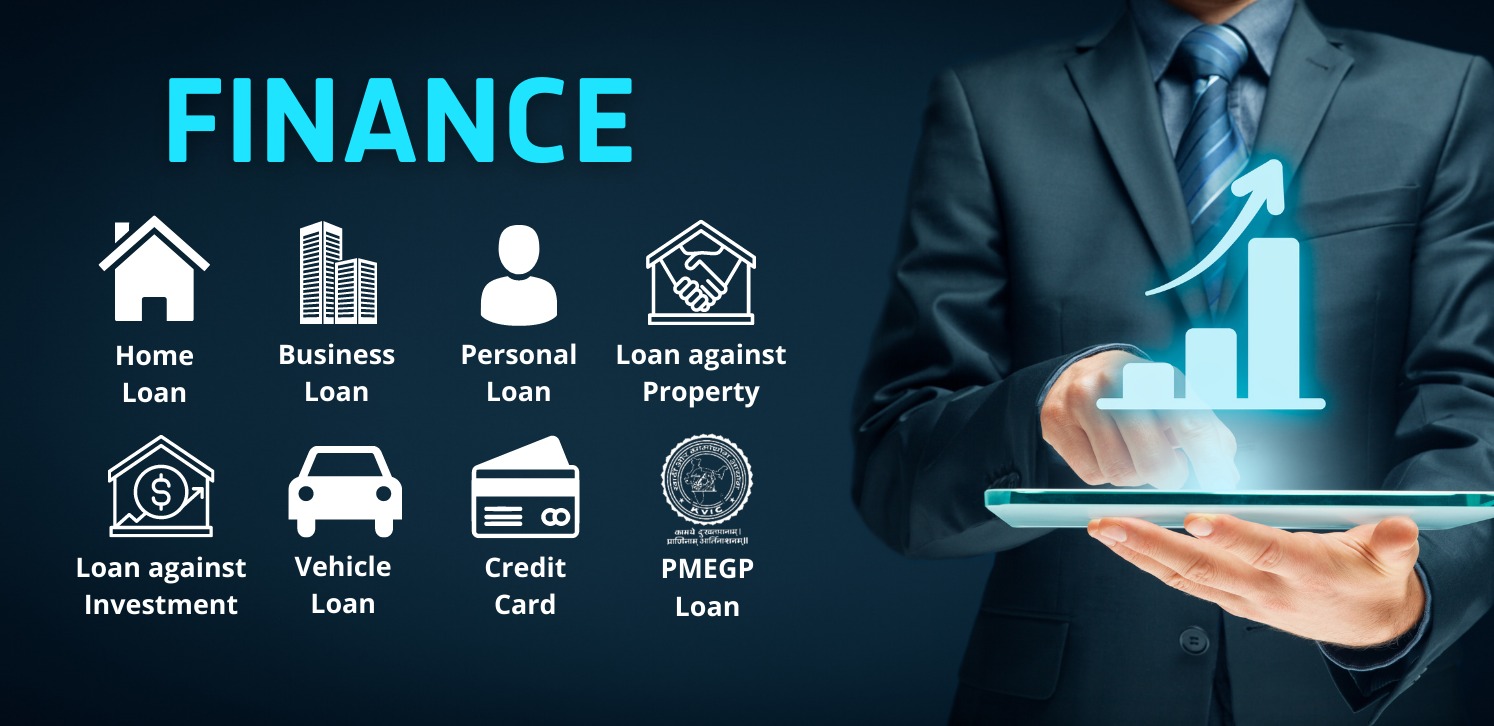 FINANCE
Home
Loan
Business
Loan
Personal
Loan
Loan against
Property
Loan against
Investment
Vehicle
Loan
Credit
Card
KVIC
PMEGP
Loan